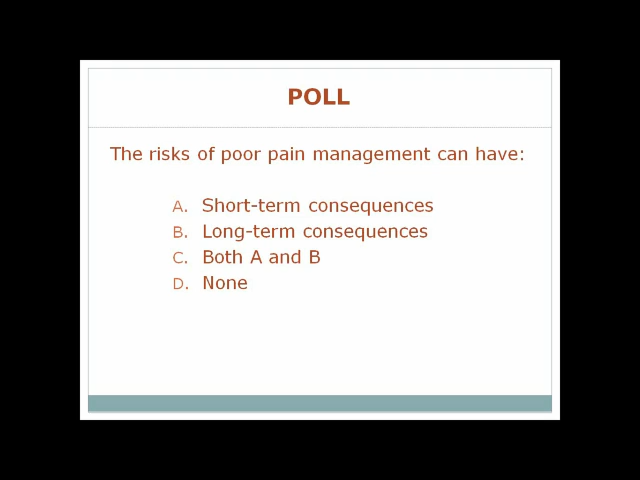 POLL
The risks of poor pain management can have:
A. Short-term consequences
B. Long-term consequences
C. Both A and B
D. None